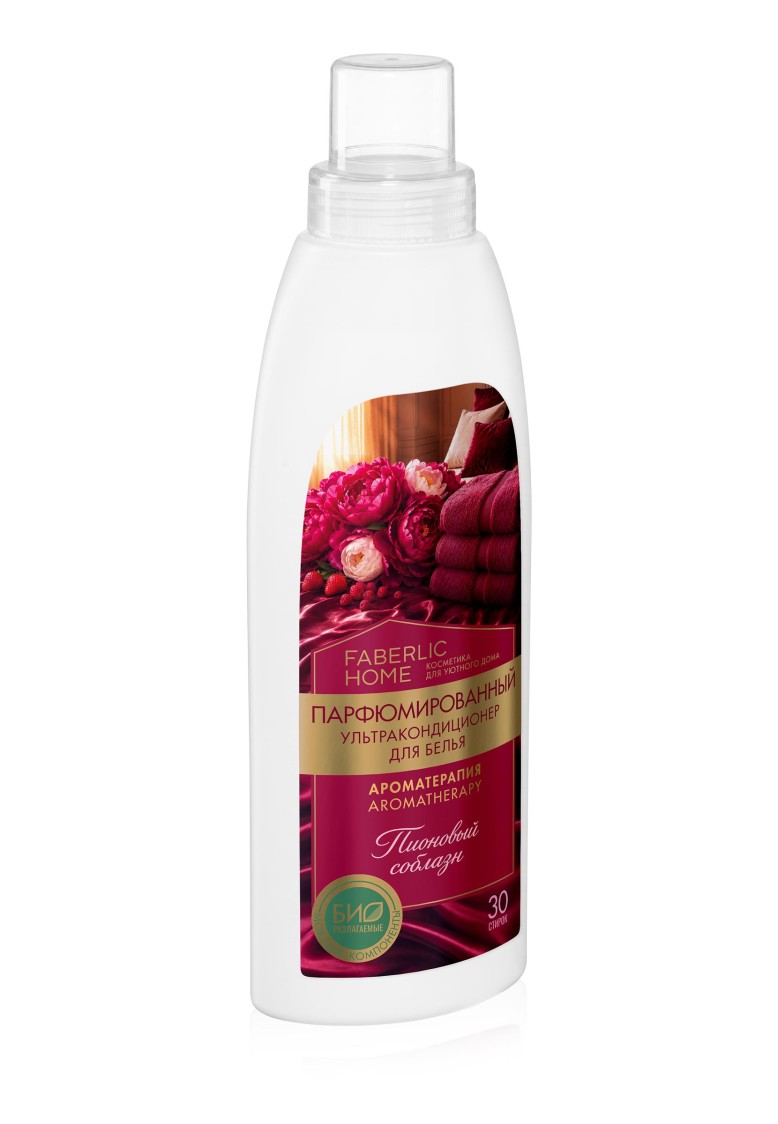 FABERLIC
HOME
КОСМЕТИКА
ДЛЯ УЮТНОГО ДОМА
ПАРФЮМИРОВАННЫЙ
УЛЬТРАКОНДИЦИОНЕР
ДЛЯ БЕЛЬЯ
АРОМАТЕРАПИЯ
AROMATHERAPY
Пионовый
соблазн
БИО
РАЗЛАГАЕМЫЕ
КОМПОНЕНТЫ
30
СТИРОК